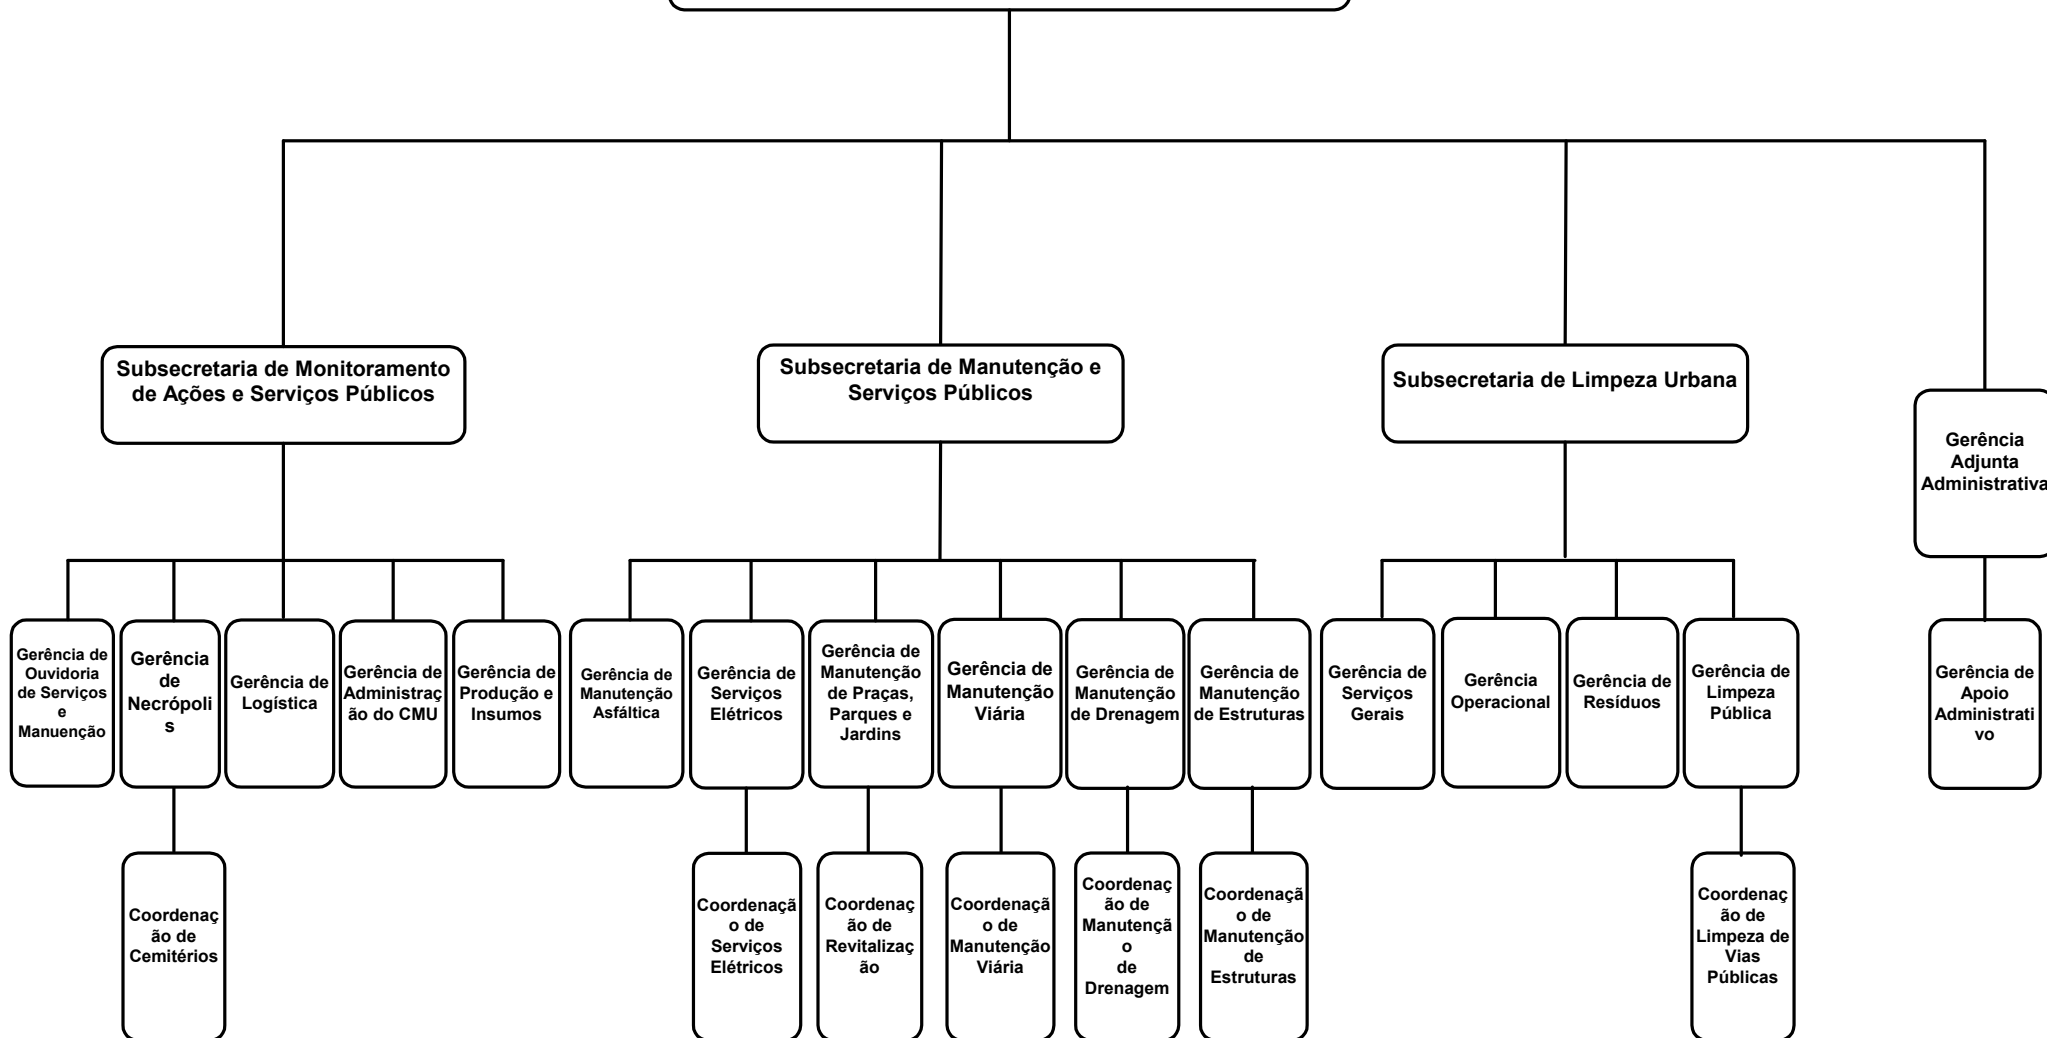 Subsecretaria de Monitoramento
de Ações e Serviços Públicos
Subsecretaria de Manutenção e
Serviços Públicos
Subsecretaria de Limpeza Urbana
Gerência
Adjunta
Administrativa
Gerência de
Ouvidoria
de Serviços
e
Manuenção
Gerência
de
Necrópoli
s
Gerência de
Logística
Gerência de
Administraç
ão do CMU
Gerência de
Produção e
Insumos
Gerência de
Manutenção
Asfáltica
Gerência de
Serviços
Elétricos
Gerência de
Manutenção
de Praças,
Parques e
Jardins
Gerência de
Manutenção
Viária
Gerência de
Manutenção
de Drenagem
Gerência de
Manutenção
de Estruturas
Gerência de
Serviços
Gerais
Gerência
Operacional
Gerência de
Resíduos
Gerência de
Limpeza
Pública
Gerência de
Apoio
Administrati
vo
Coordenaç
ão de
Cemitérios
Coordenaçã
o de
Serviços
Elétricos
Coordenaç
ão de
Revitalizaç
ão
Coordenaçã
o de
Manutenção
Viária
Coordenaç
ão de
Manutençã
o
de
Drenagem
Coordenaçã
o de
Manutenção
de
Estruturas
Coordenaç
ão de
Limpeza de
Vias
Públicas